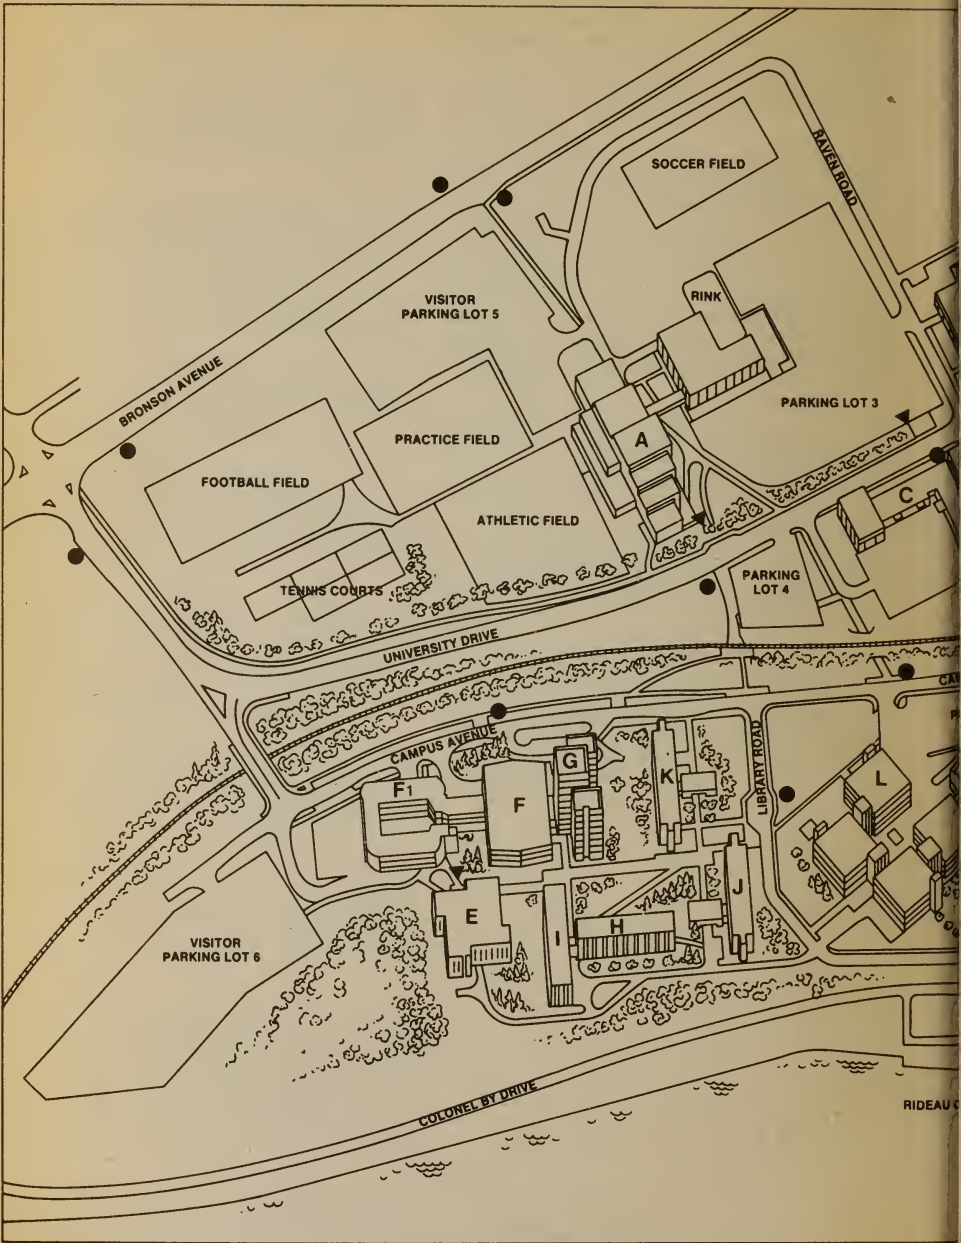 SOCCER FIELD
RAVEN ROAD
RINK
VISITOR
PARKING LOT 5
BRONSON AVENUE
PARKING LOT 3
PRACTICE FIELD
A
FOOTBALL FIELD
C
ATHLETIC FIELD
PARKING
LOT 4
TENNIS COURTS
UNIVERSITY DRIVE
CAMPUS AVENUE
LIBRARY ROAD
G
K
L
F1
F
J
E
I
H
VISITOR
PARKING LOT 6
COLONEL BY DRIVE
RIDEAU